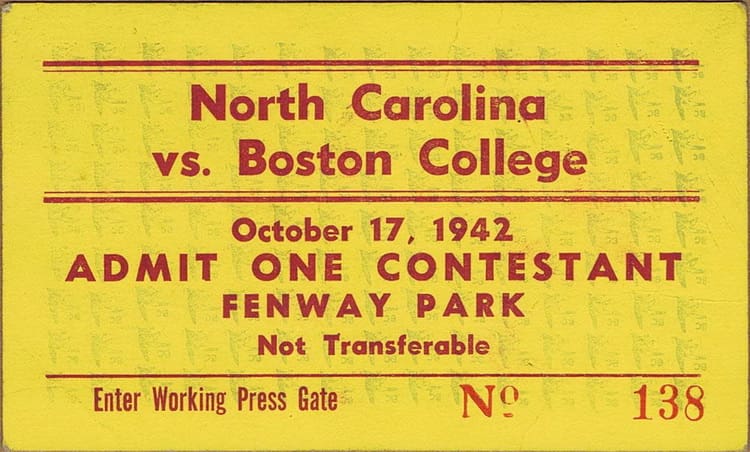 North Carolina
vs. Boston College
October 17, 1942
ADMIT ONE CONTESTANT
FENWAY PARK
Not Transferable
Enter Working Press Gate Nº 138